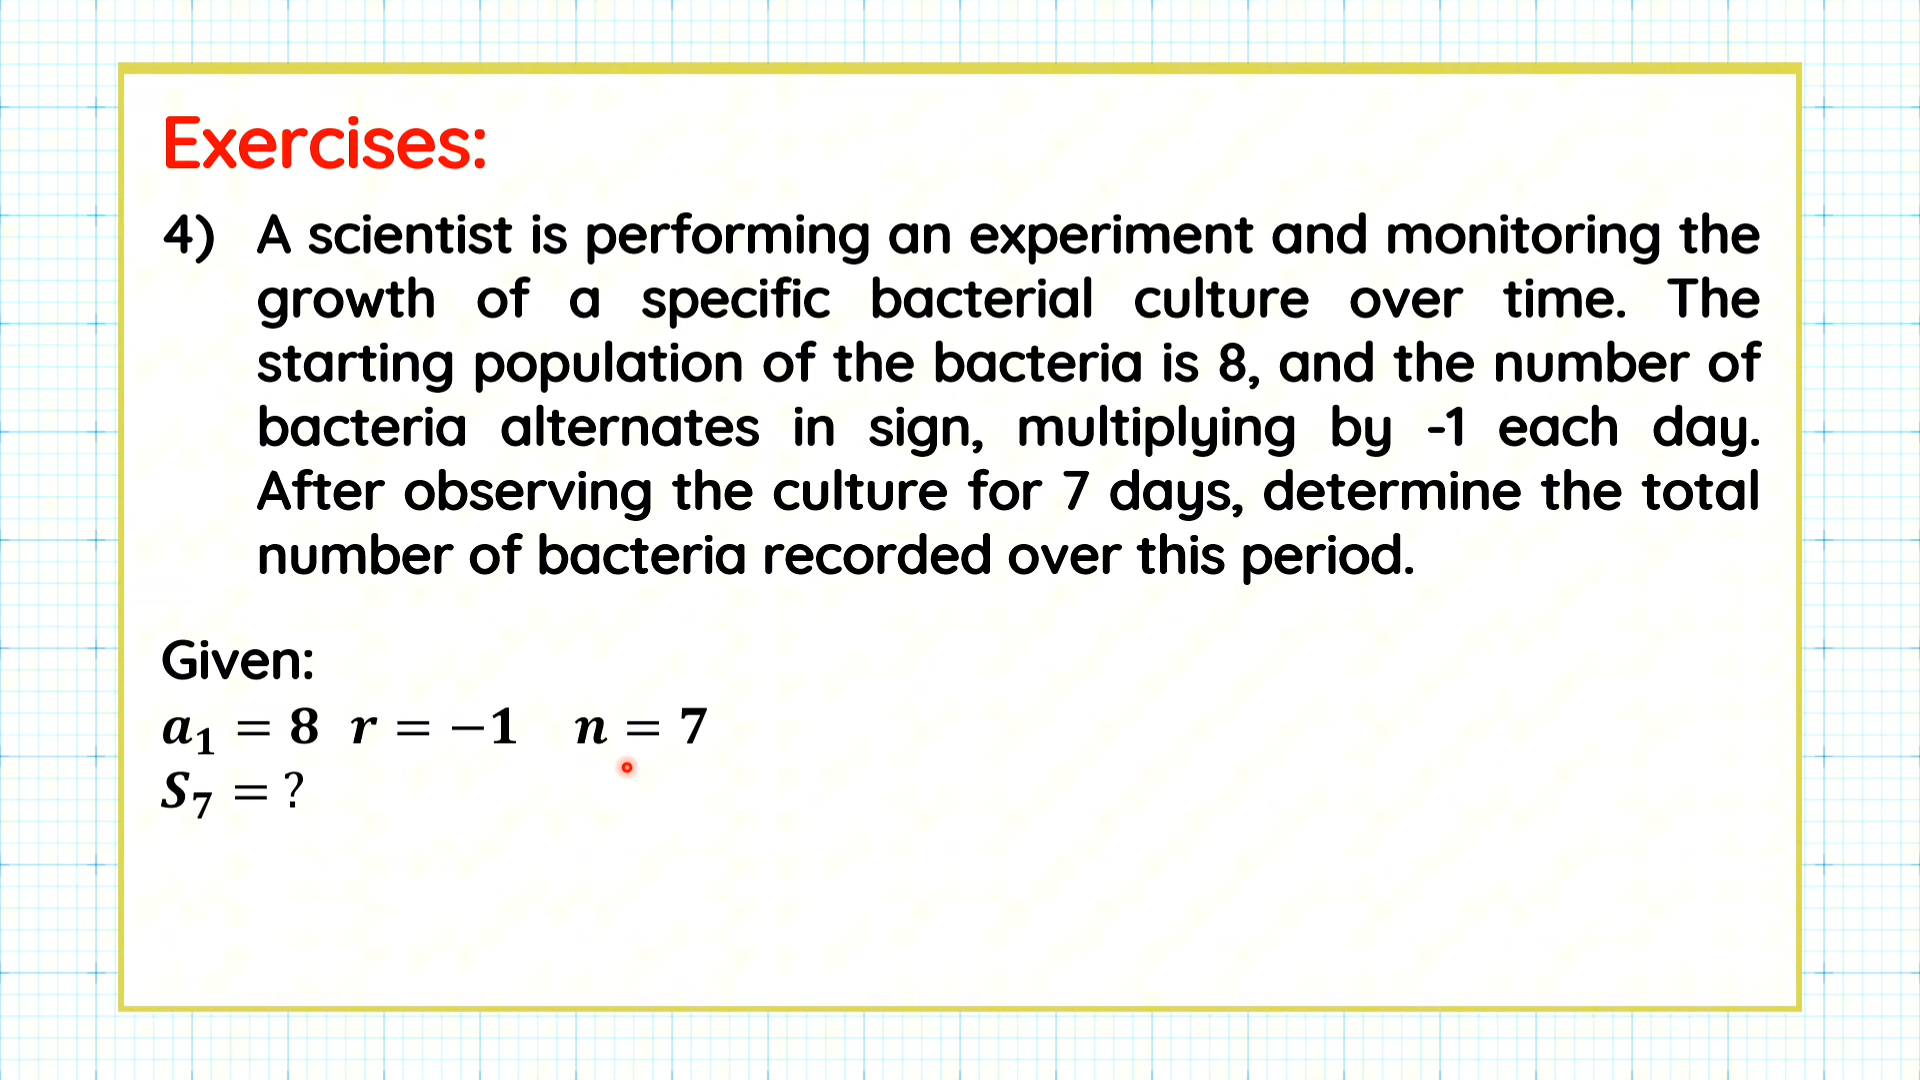 Exercises:
4) A scientist is performing an experiment and monitoring the
growth of a specific bacterial culture over time. The
starting population of the bacteria is 8, and the number of
bacteria alternates in sign, multiplying by -1 each day.
After observing the culture for 7 days, determine the total
number of bacteria recorded over this period.
Given:
a₁ = 8 r = −1 n = 7
S₇ = ?